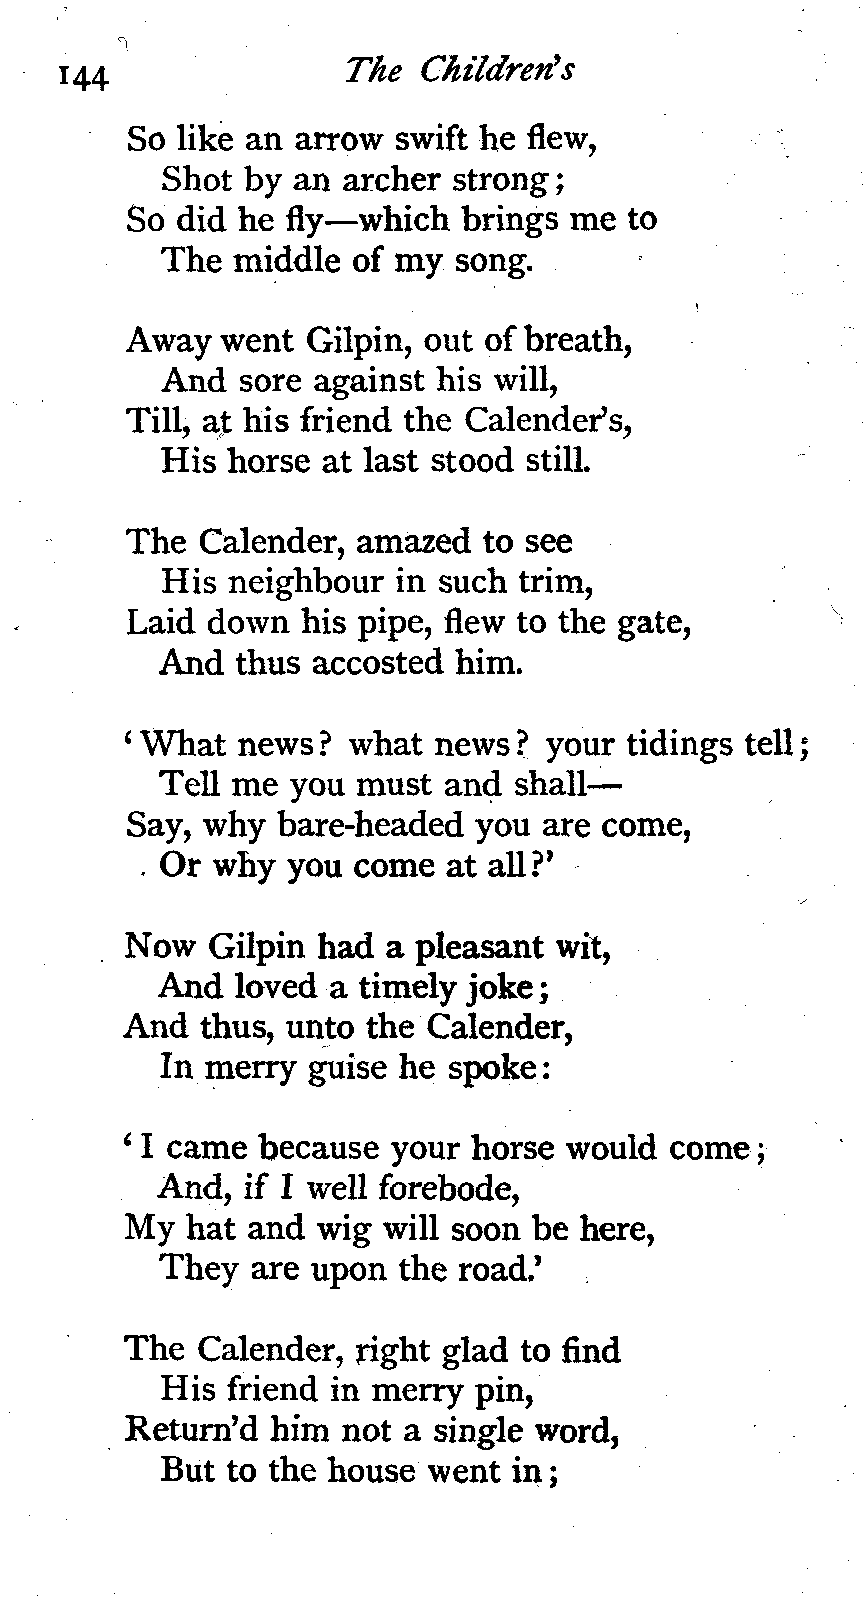 144 The Children's
So like an arrow swift he flew,
Shot by an archer strong;
So did he fly—which brings me to
The middle of my song.
Away went Gilpin, out of breath,
And sore against his will,
Till, at his friend the Calender's,
His horse at last stood still.
The Calender, amazed to see
His neighbour in such trim,
Laid down his pipe, flew to the gate,
And thus accosted him.
‘What news? what news? your tidings tell;
Tell me you must and shall—
Say, why bare-headed you are come,
Or why you come at all?’
Now Gilpin had a pleasant wit,
And loved a timely joke;
And thus, unto the Calender,
In merry guise he spoke:
‘I came because your horse would come;
And, if I well forebode,
My hat and wig will soon be here,
They are upon the road.’
The Calender, right glad to find
His friend in merry pin,
Return'd him not a single word,
But to the house went in;